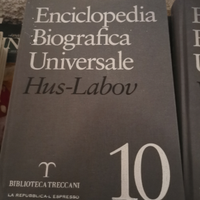 Enciclopedia
Biografica
Universale
Hus-Labov
10
BIBLIOTECA TRECCANI
LA REPUBBLICA-L'ESPRESSO